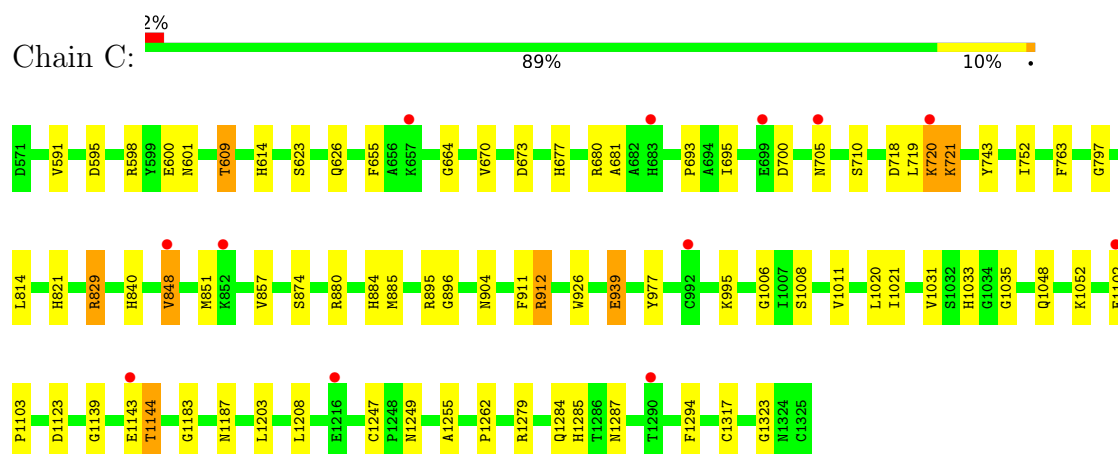 2%
Chain C:
89% 10% •
D571 V591 D595 R598 Y599 E600 N601 T609 H614 S623 Q626 F655 A656 K657 G664 V670 D673 H677 R680 A681 A682 H683 P693 A694 I695 E699 D700 N705 S710 D718 L719 K720 K721 Y743 I752 F763 G797
L814 H821 R829 H840 V848 M851 K852 V857 S874 R880 H884 M885 R895 G896 N904 F911 R912 W926 E939 Y977 C992 K995 G1006 I1007 S1008 V1011 L1020 I1021 V1031 S1032 H1033 G1034 G1035 Q1048 K1052
P1103 D1123 G1139 E1143 T1144 G1183 N1187 L1203 L1208 E1216 C1247 P1248 N1249 A1255 P1262 R1279 Q1284 H1285 T1286 N1287 T1290 F1294 C1317 G1323 N1324 C1325